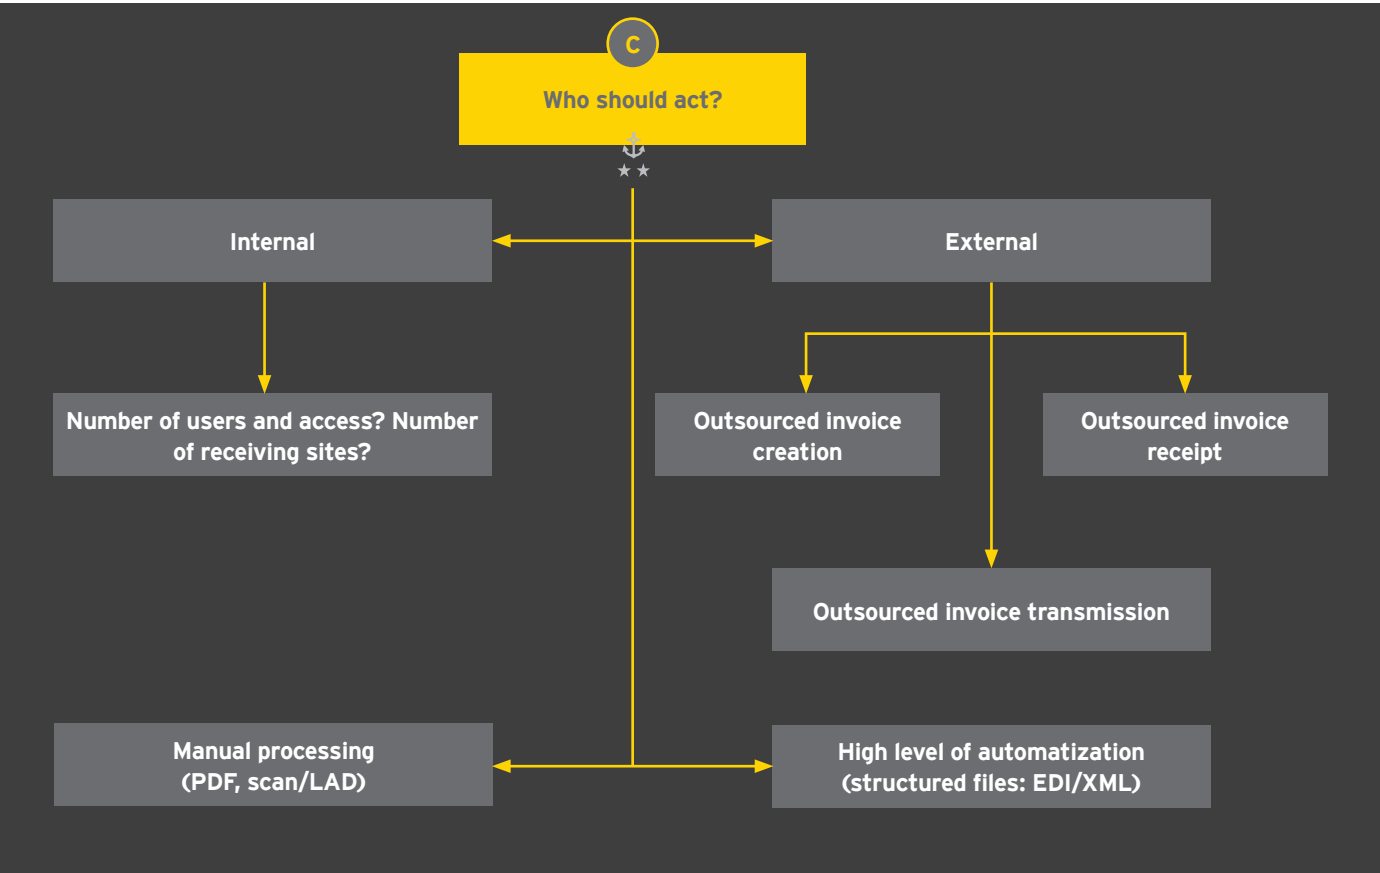 C
Who should act?
Internal
External
Number of users and access? Number
of receiving sites?
Outsourced invoice
creation
Outsourced invoice
receipt
Outsourced invoice transmission
Manual processing
(PDF, scan/LAD)
High level of automatization
(structured files: EDI/XML)